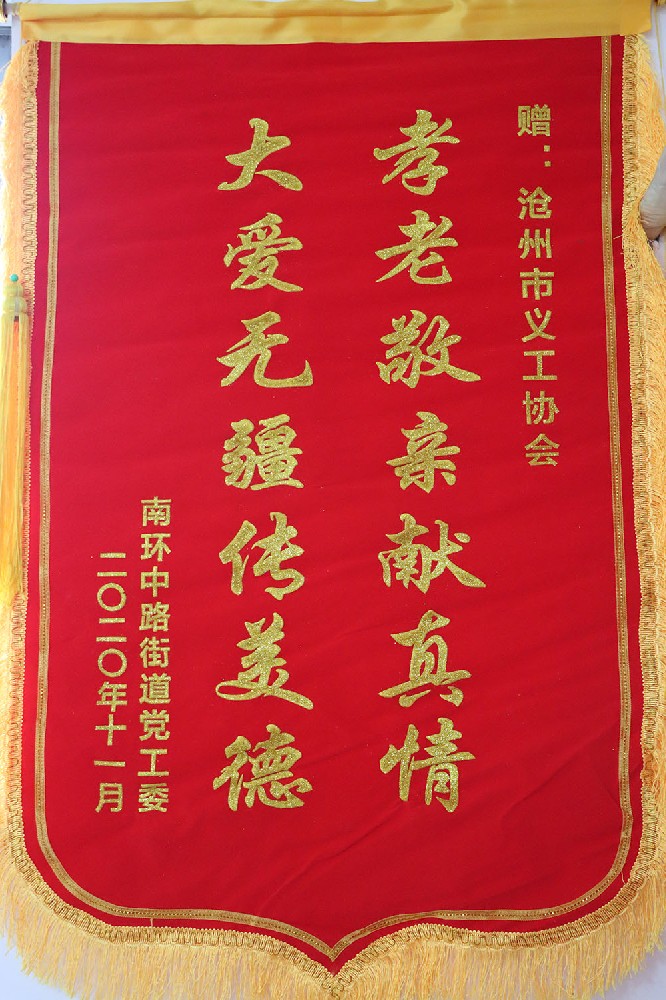 赠：沧州市义工协会
孝老敬亲献真情
大爱无疆传美德
南环中路街道党工委
二〇二〇年十一月